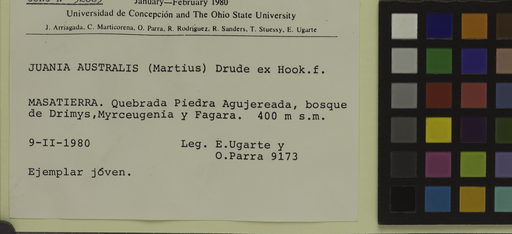 January—February 1980
Universidad de Concepción and The Ohio State University
J. Arriagada, C. Marticorena, O. Parra, R. Rodríguez, R. Sanders, T. Stuessy, E. Ugarte
JUANIA AUSTRALIS (Martius) Drude ex Hook.f.
MASATIERRA. Quebrada Piedra Agujereada, bosque
de Drimys,Myrceugenia y Fagara. 400 m s.m.
9-II-1980 Leg. E.Ugarte y
O.Parra 9173
Ejemplar jóven.